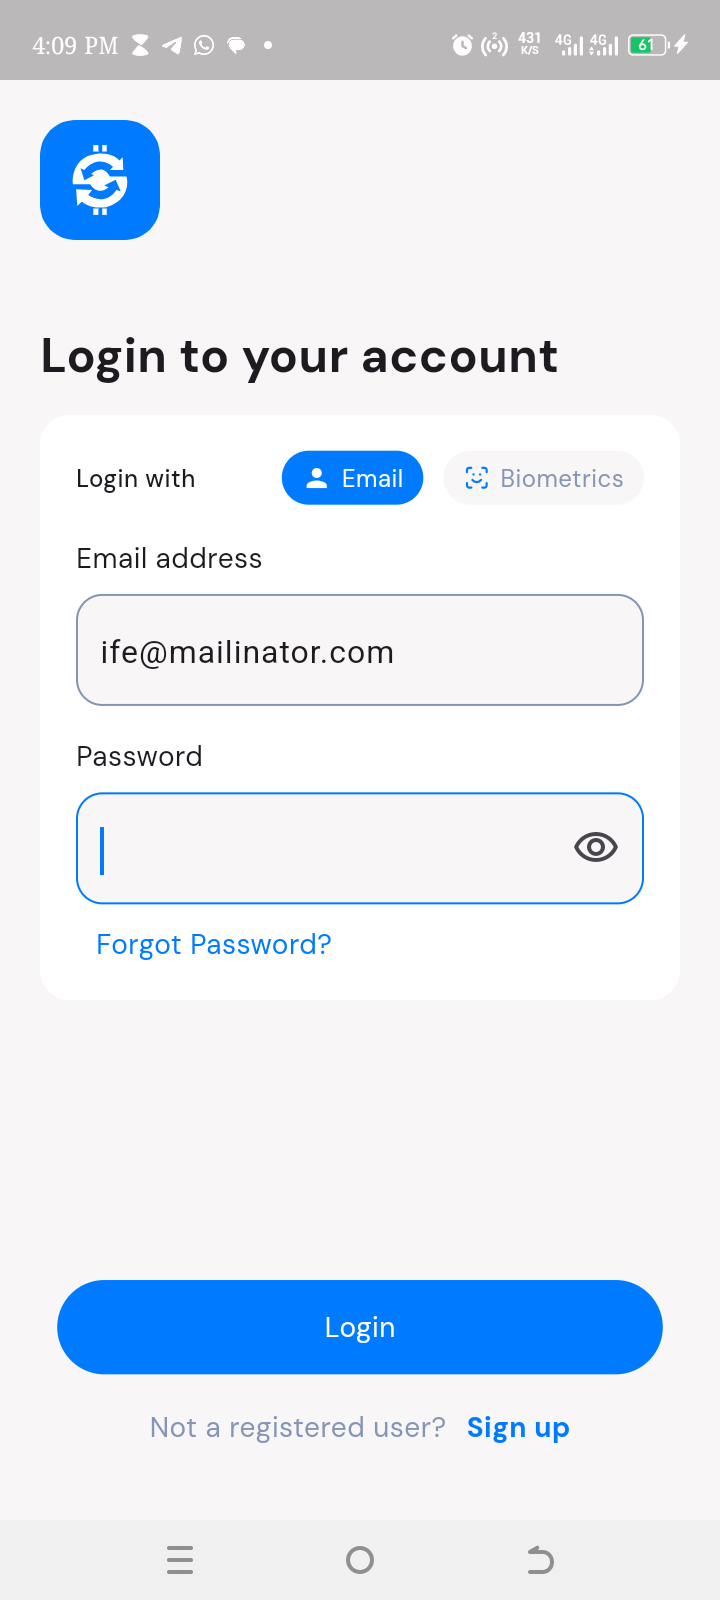 4:09 PM 2 431 K/S 4G 4G 61
Login to your account
Login with Email Biometrics
Email address
ife@mailinator.com
Password
Forgot Password?
Login
Not a registered user? Sign up